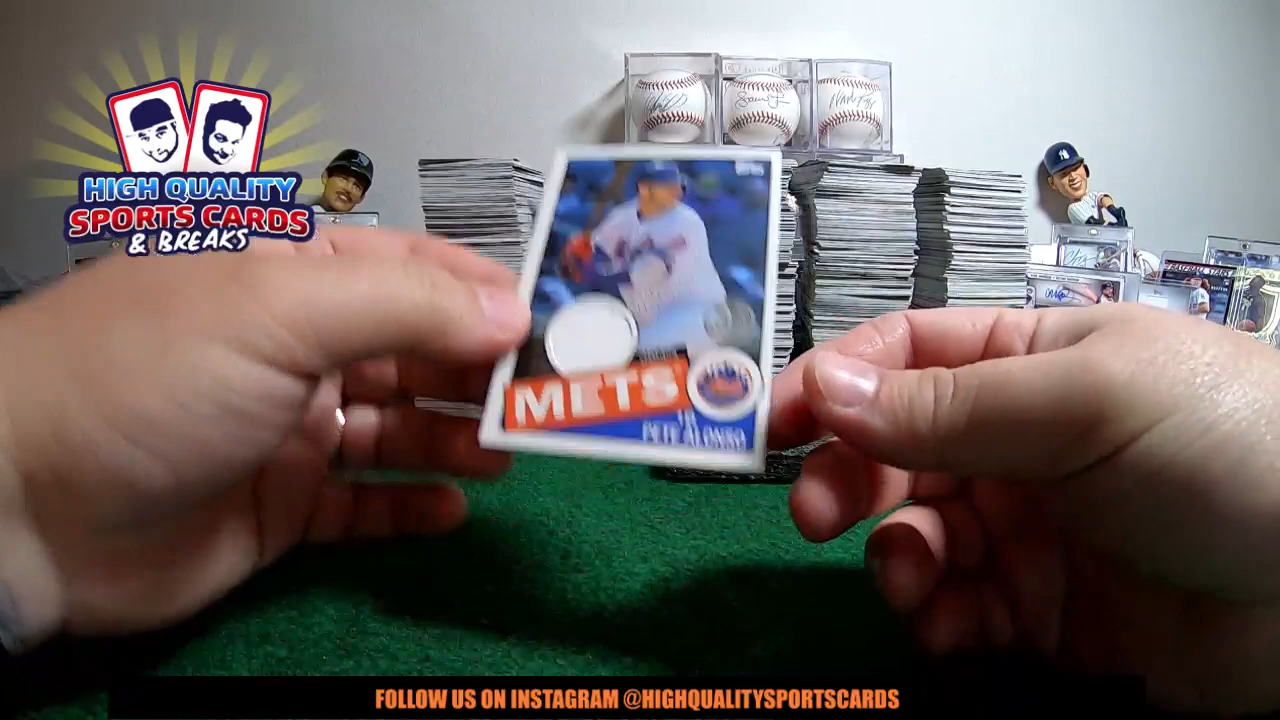 HIGH QUALITY
SPORTS CARDS
& BREAKS
METS
1B
PETE ALONSO
FOLLOW US ON INSTAGRAM @HIGHQUALITYSPORTSCARDS